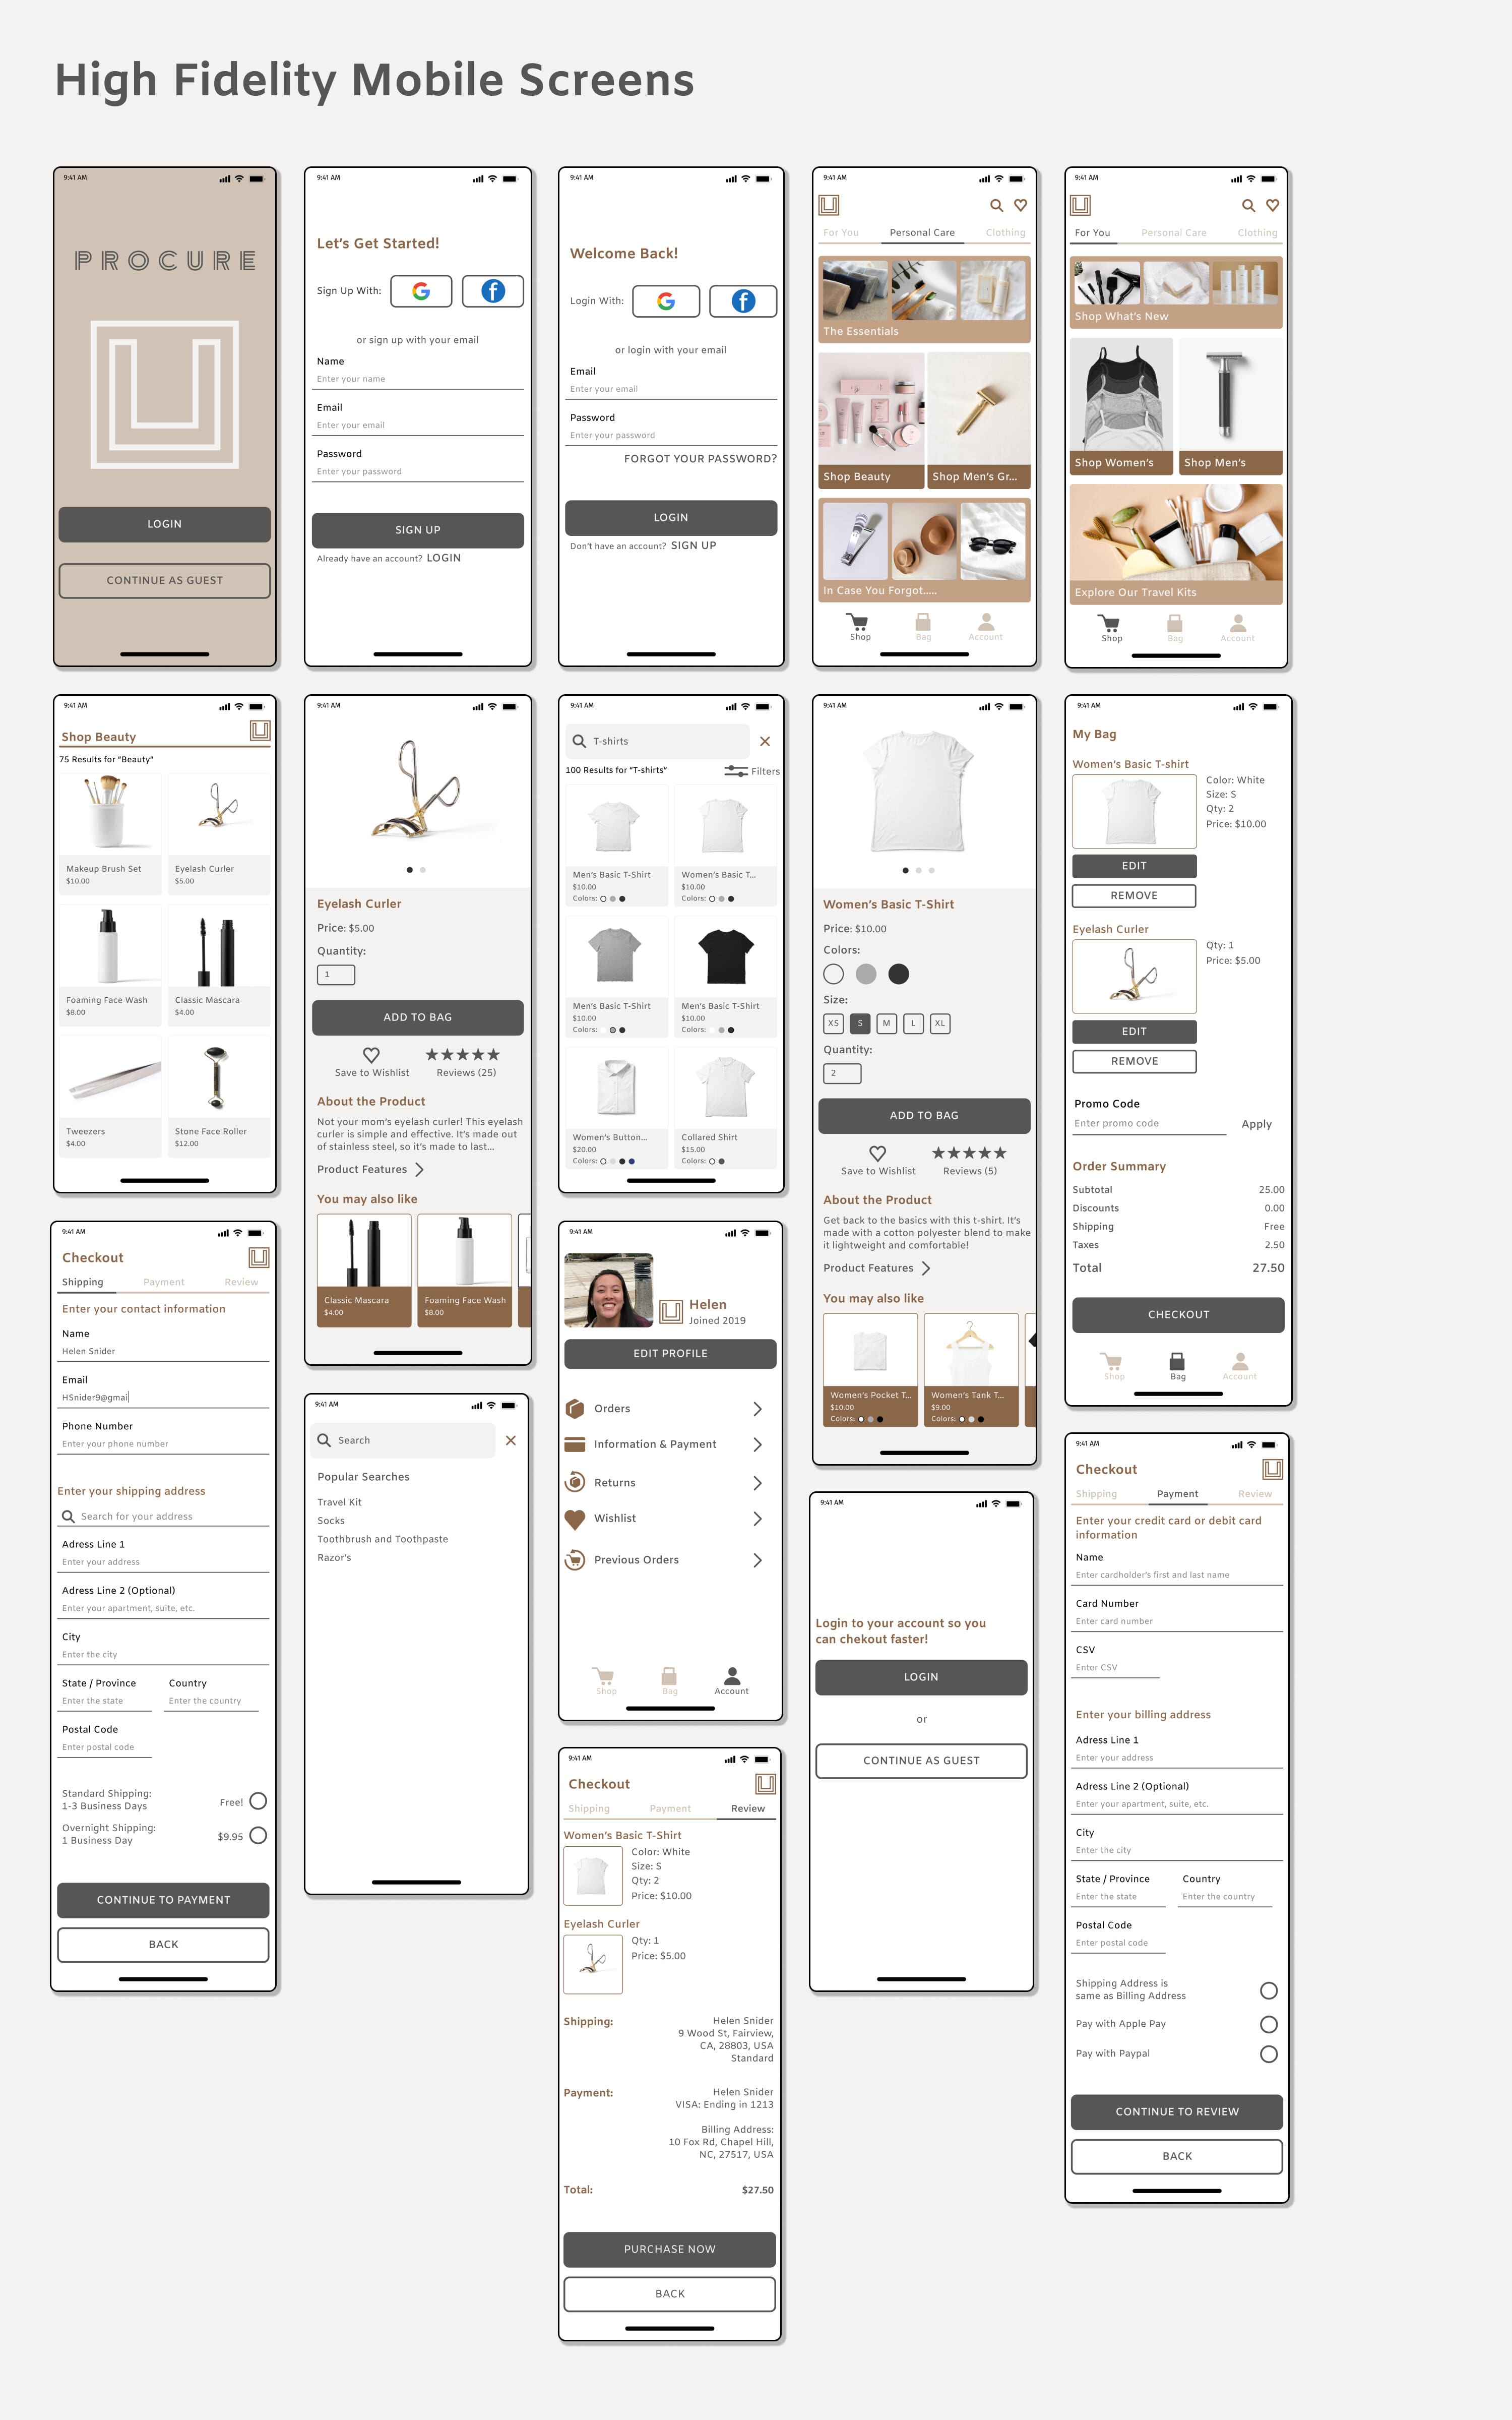 High Fidelity Mobile Screens
9:41 AM
PROCURE
LOGIN
CONTINUE AS GUEST
9:41 AM
Let's Get Started!
Sign Up With:
or sign up with your email
Name
Enter your name
Email
Enter your email
Password
Enter your password
SIGN UP
Already have an account? LOGIN
9:41 AM
Welcome Back!
Login With:
or login with your email
Email
Enter your email
Password
Enter your password
FORGOT YOUR PASSWORD?
LOGIN
Don't have an account? SIGN UP
9:41 AM
For You Personal Care Clothing
The Essentials
Shop Beauty Shop Men's Gr...
In Case You Forgot.....
Shop Bag Account
9:41 AM
For You Personal Care Clothing
Shop What's New
Shop Women's Shop Men's
Explore Our Travel Kits
Shop Bag Account
9:41 AM
Shop Beauty
75 Results for "Beauty"
Makeup Brush Set Eyelash Curler
$10.00 $5.00
Foaming Face Wash Classic Mascara
$8.00 $4.00
Tweezers Stone Face Roller
$4.00 $12.00
9:41 AM
Eyelash Curler
Price: $5.00
Quantity:
1
ADD TO BAG
Save to Wishlist Reviews (25)
About the Product
Not your mom's eyelash curler! This eyelash
curler is simple and effective. It's made out
of stainless steel, so it's made to last...
Product Features
You may also like
Classic Mascara Foaming Face Wash
$4.00 $8.00
9:41 AM
T-shirts
100 Results for "T-shirts" Filters
Men's Basic T-Shirt Women's Basic T...
$10.00 $10.00
Colors: Colors:
Men's Basic T-Shirt Men's Basic T-Shirt
$10.00 $10.00
Colors: Colors:
Women's Button... Collared Shirt
$20.00 $15.00
Colors: Colors:
9:41 AM
Women's Basic T-Shirt
Price: $10.00
Colors:
Size:
XS S M L XL
Quantity:
2
ADD TO BAG
Save to Wishlist Reviews (5)
About the Product
Get back to the basics with this t-shirt. It's
made with a cotton polyester blend to make
it lightweight and comfortable!
Product Features
You may also like
Women's Pocket T... Women's Tank T...
$10.00 $9.00
Colors: Colors:
9:41 AM
My Bag
Women's Basic T-shirt
Color: White
Size: S
Qty: 2
Price: $10.00
EDIT
REMOVE
Eyelash Curler
Qty: 1
Price: $5.00
EDIT
REMOVE
Promo Code
Enter promo code Apply
Order Summary
Subtotal 25.00
Discounts 0.00
Shipping Free
Taxes 2.50
Total 27.50
CHECKOUT
Shop Bag Account
9:41 AM
Checkout
Shipping Payment Review
Enter your contact information
Name
Helen Snider
Email
HSnider9@gmai
Phone Number
Enter your phone number
Enter your shipping address
Search for your address
Adress Line 1
Enter your address
Adress Line 2 (Optional)
Enter your apartment, suite, etc.
City
Enter the city
State / Province Country
Enter the state Enter the country
Postal Code
Enter postal code
Standard Shipping:
1-3 Business Days Free!
Overnight Shipping:
1 Business Day $9.95
CONTINUE TO PAYMENT
BACK
9:41 AM
Search
Popular Searches
Travel Kit
Socks
Toothbrush and Toothpaste
Razor's
9:41 AM
Helen
Joined 2019
EDIT PROFILE
Orders
Information & Payment
Returns
Wishlist
Previous Orders
Shop Bag Account
9:41 AM
Checkout
Shipping Payment Review
Women's Basic T-Shirt
Color: White
Size: S
Qty: 2
Price: $10.00
Eyelash Curler
Qty: 1
Price: $5.00
Shipping: Helen Snider
9 Wood St, Fairview,
CA, 28803, USA
Standard
Payment: Helen Snider
VISA: Ending in 1213
Billing Address:
10 Fox Rd, Chapel Hill,
NC, 27517, USA
Total: $27.50
PURCHASE NOW
BACK
9:41 AM
Login to your account so you
can chekout faster!
LOGIN
or
CONTINUE AS GUEST
9:41 AM
Checkout
Shipping Payment Review
Enter your credit card or debit card
information
Name
Enter cardholder's first and last name
Card Number
Enter card number
CSV
Enter CSV
Enter your billing address
Adress Line 1
Enter your address
Adress Line 2 (Optional)
Enter your apartment, suite, etc.
City
Enter the city
State / Province Country
Enter the state Enter the country
Postal Code
Enter postal code
Shipping Address is
same as Billing Address
Pay with Apple Pay
Pay with Paypal
CONTINUE TO REVIEW
BACK